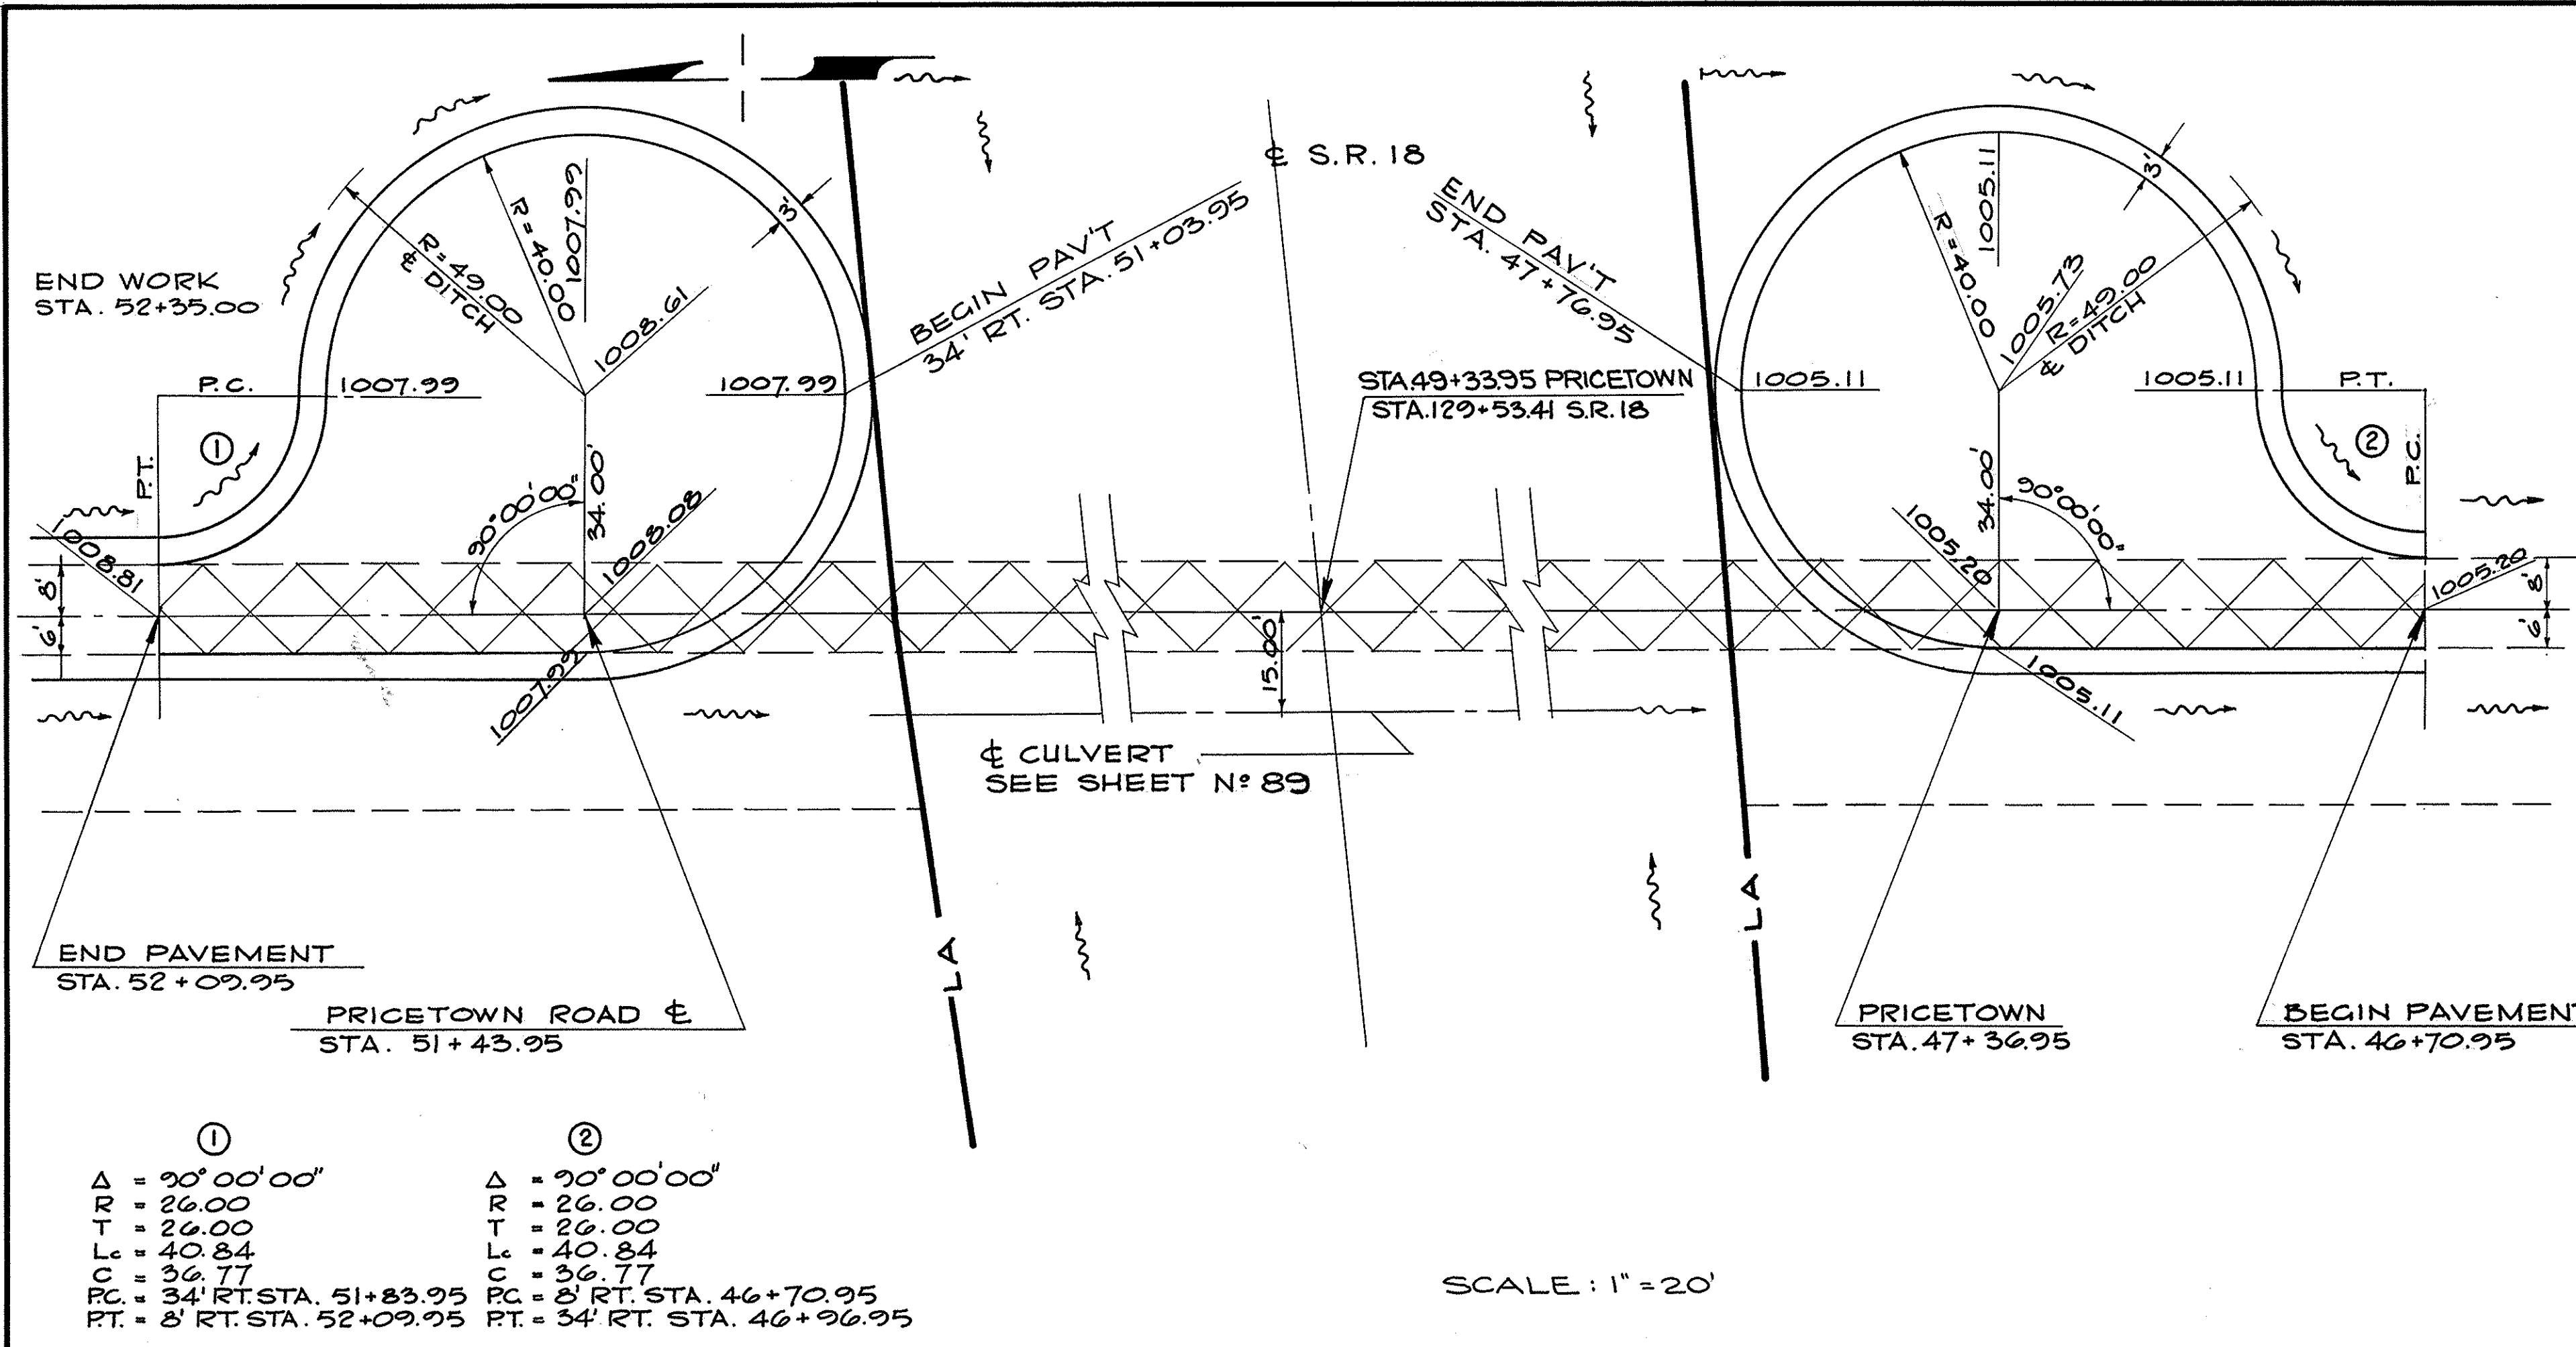 ℄ S.R. 18
END WORK
STA. 52+35.00
R=49.00
℄ DITCH
R=40.00
1007.99
1008.61
3'
BEGIN PAV'T
34' RT. STA. 51+03.95
END PAV'T
STA. 47+76.95
R=40.00
1005.11
1005.73
R=49.00
℄ DITCH
3'
P.C.
1007.99
1007.99
STA.49+33.95 PRICETOWN
STA.129+53.41 S.R.18
1005.11
1005.11
P.T.
1
P.T.
2
P.C.
90°00'00"
34.00'
1008.08
34.00'
90°00'00"
1005.20
008.81
8'
6'
1007.99
15.00'
1005.11
1005.20
8'
6'
℄ CULVERT
SEE SHEET Nº 89
LA
LA
END PAVEMENT
STA. 52+09.95
PRICETOWN ROAD ℄
STA. 51+43.95
PRICETOWN
STA. 47+36.95
BEGIN PAVEMENT
STA. 46+70.95
1
Δ = 90°00'00"
R = 26.00
T = 26.00
Lc = 40.84
C = 36.77
P.C. = 34' RT. STA. 51+83.95
P.T. = 8' RT. STA. 52+09.95
2
Δ = 90°00'00"
R = 26.00
T = 26.00
Lc = 40.84
C = 36.77
P.C. = 8' RT. STA. 46+70.95
P.T. = 34' RT. STA. 46+96.95
SCALE : 1" = 20'